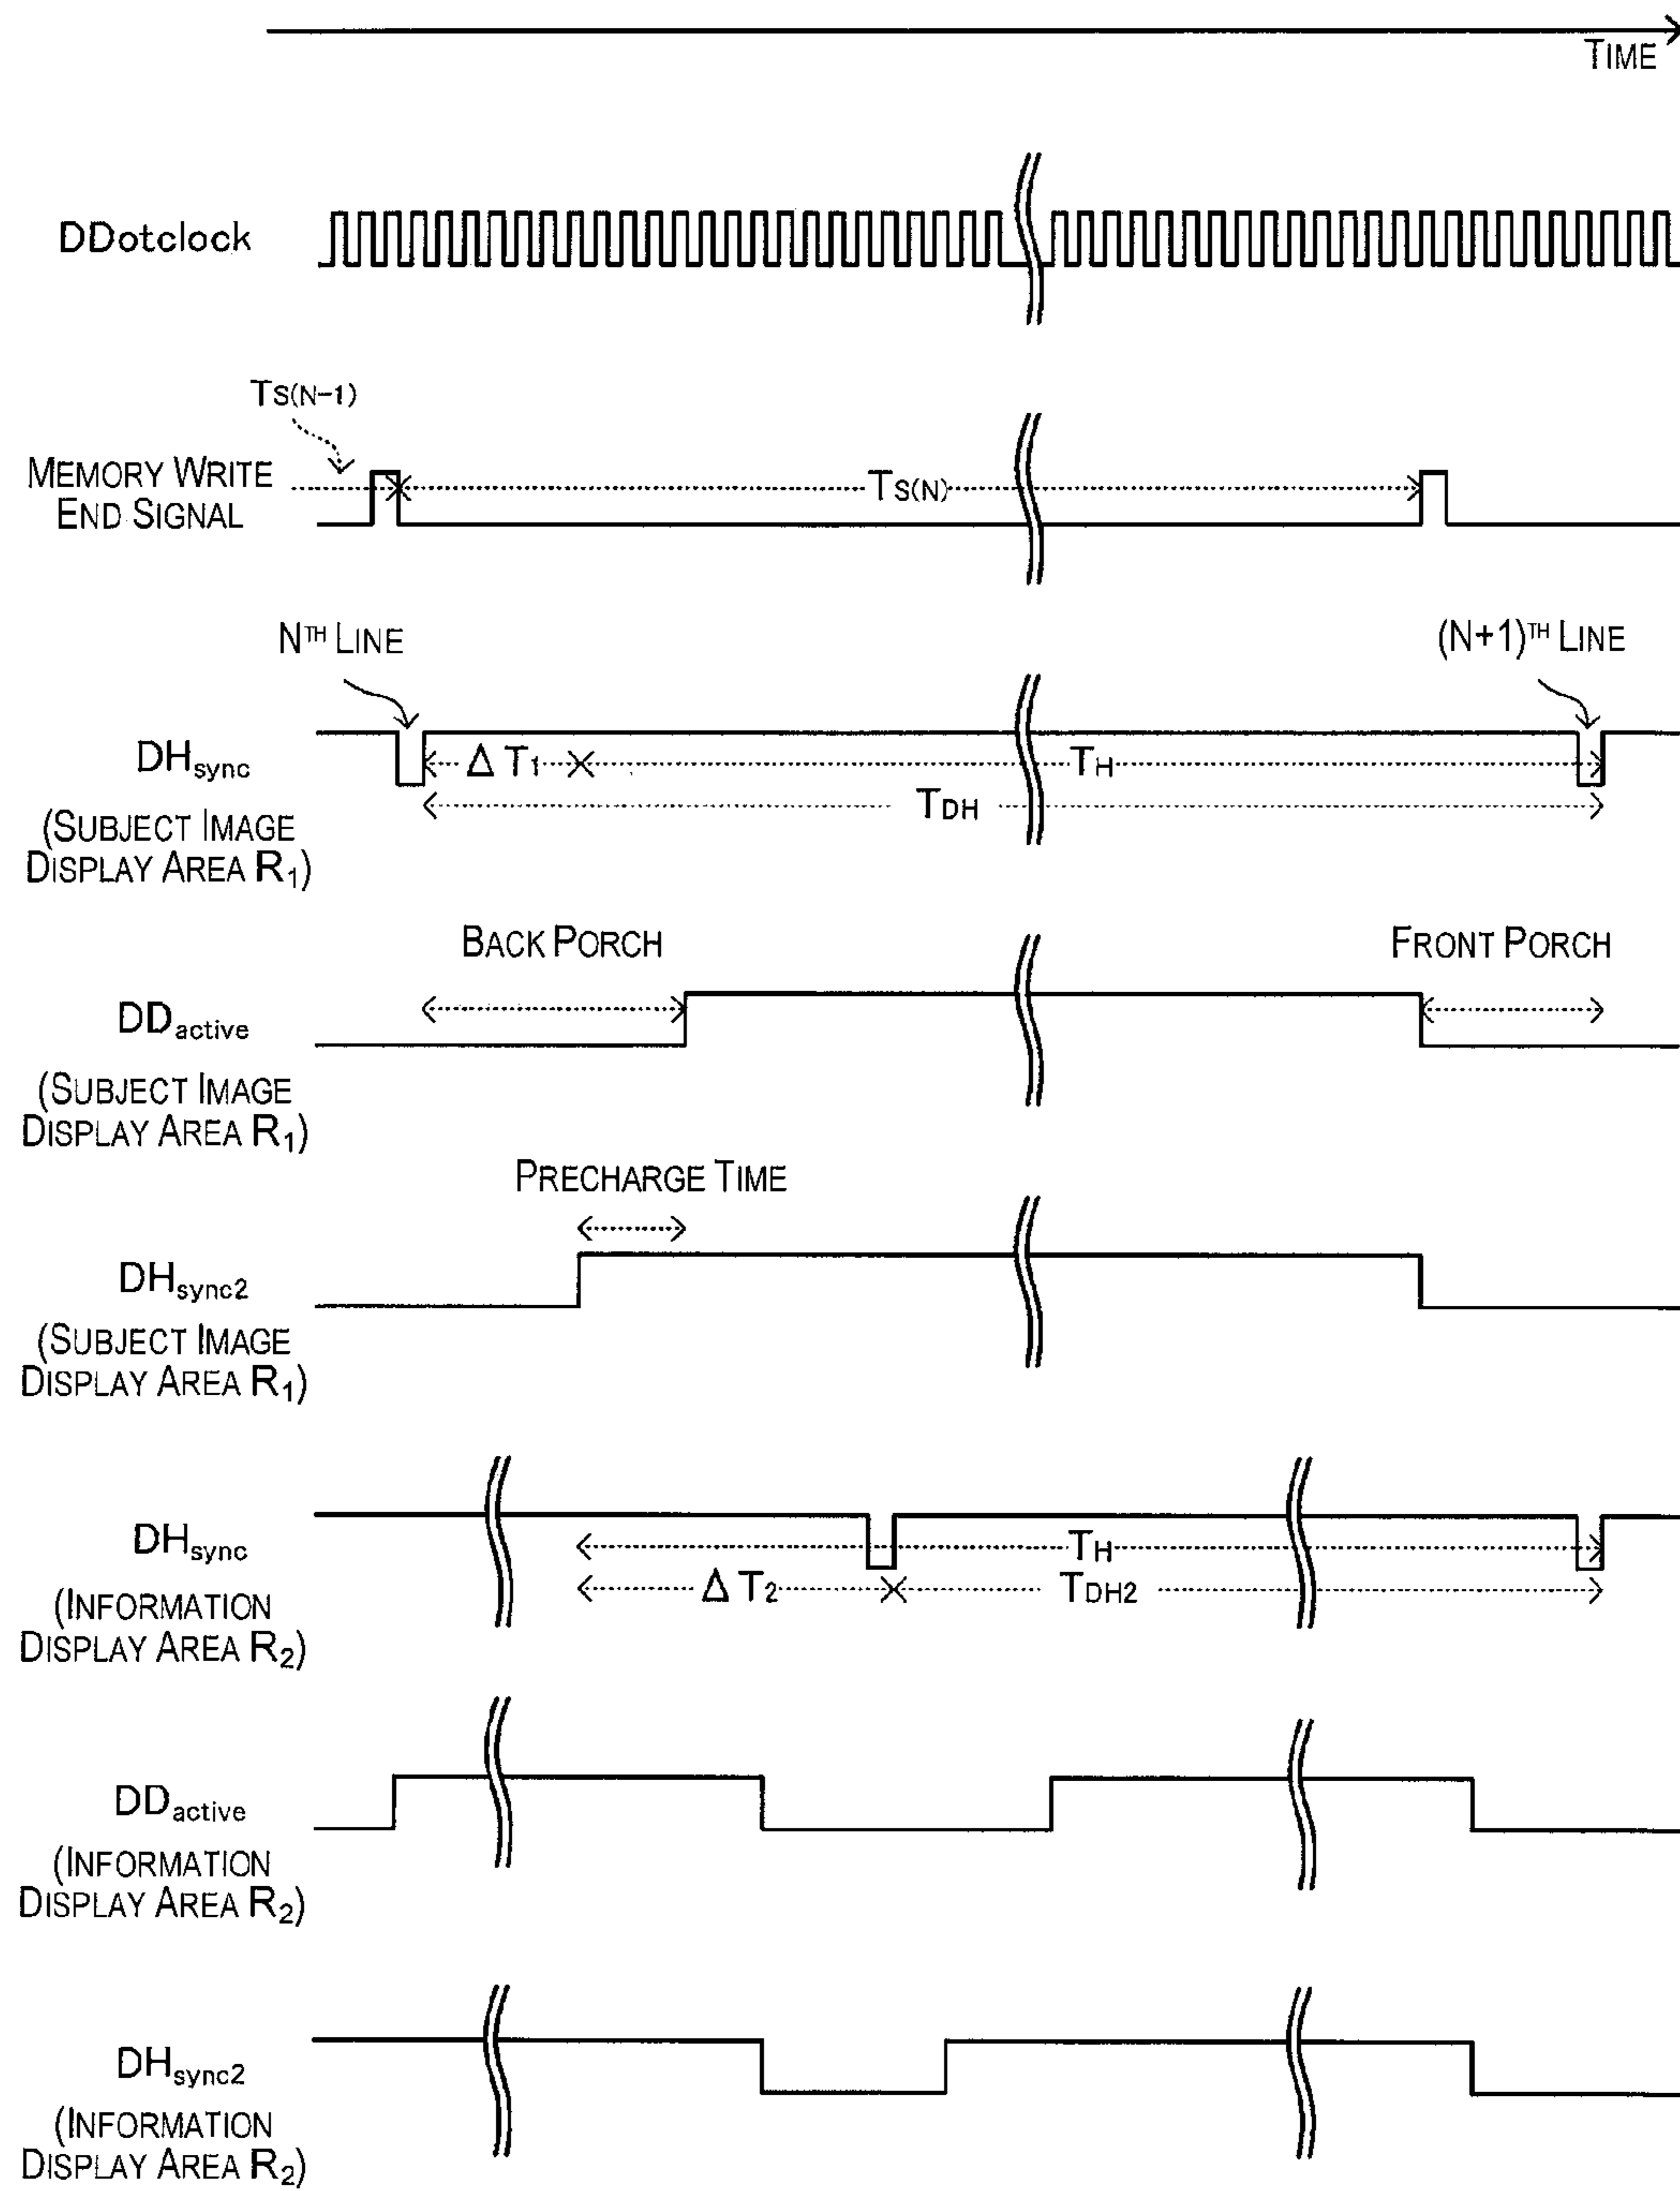 TIME
DDotclock
TS(N−1)
MEMORY WRITE
END SIGNAL
TS(N)
NTH LINE
(N+1)TH LINE
DHsync
Δ T1
TH
TDH
(SUBJECT IMAGE
DISPLAY AREA R1)
BACK PORCH
FRONT PORCH
DDactive
(SUBJECT IMAGE
DISPLAY AREA R1)
PRECHARGE TIME
DHsync2
(SUBJECT IMAGE
DISPLAY AREA R1)
DHsync
TH
Δ T2
TDH2
(INFORMATION
DISPLAY AREA R2)
DDactive
(INFORMATION
DISPLAY AREA R2)
DHsync2
(INFORMATION
DISPLAY AREA R2)